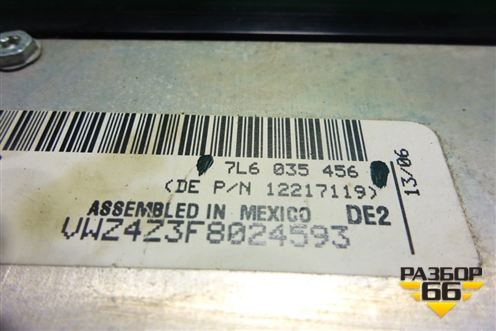 7L6 035 456
(DE P/N 12217119)
ASSEMBLED IN MEXICO DE2
VWZ4Z3F8024593
13/06
РАЗБОР
66